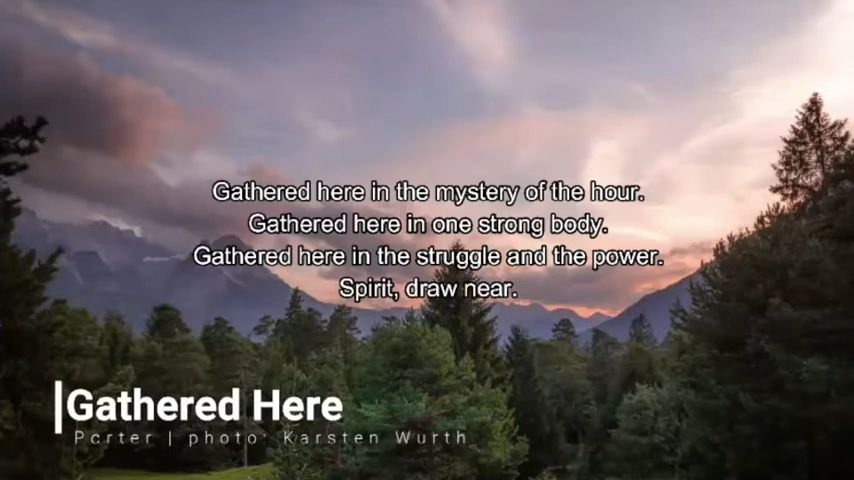 Gathered here in the mystery of the hour.
Gathered here in one strong body.
Gathered here in the struggle and the power.
Spirit, draw near.
Gathered Here
Porter | photo: Karsten Wurth